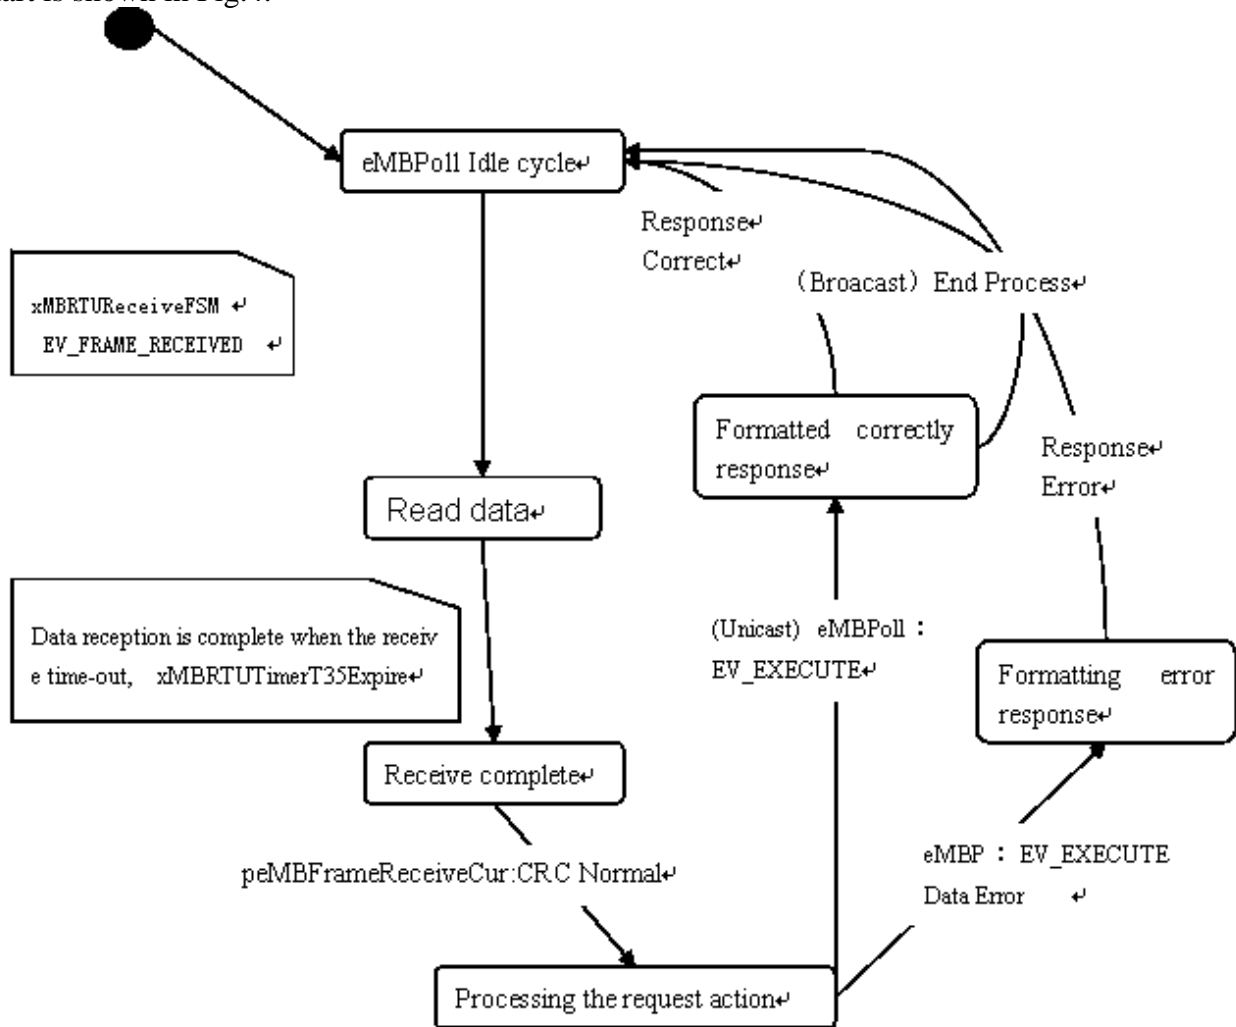 eMBPoll Idle cycle↵
Response↵
Correct↵
(Broacast) End Process↵
xMBRTUReceiveFSM ↵
EV_FRAME_RECEIVED ↵
Formatted correctly
response↵
Response↵
Error↵
Read data↵
Data reception is complete when the receiv
e time-out, xMBRTUTimerT35Expire↵
(Unicast) eMBPoll :
EV_EXECUTE↵
Formatting error
response↵
Receive complete↵
peMBFrameReceiveCur:CRC Normal↵
eMBP : EV_EXECUTE
Data Error ↵
Processing the request action↵